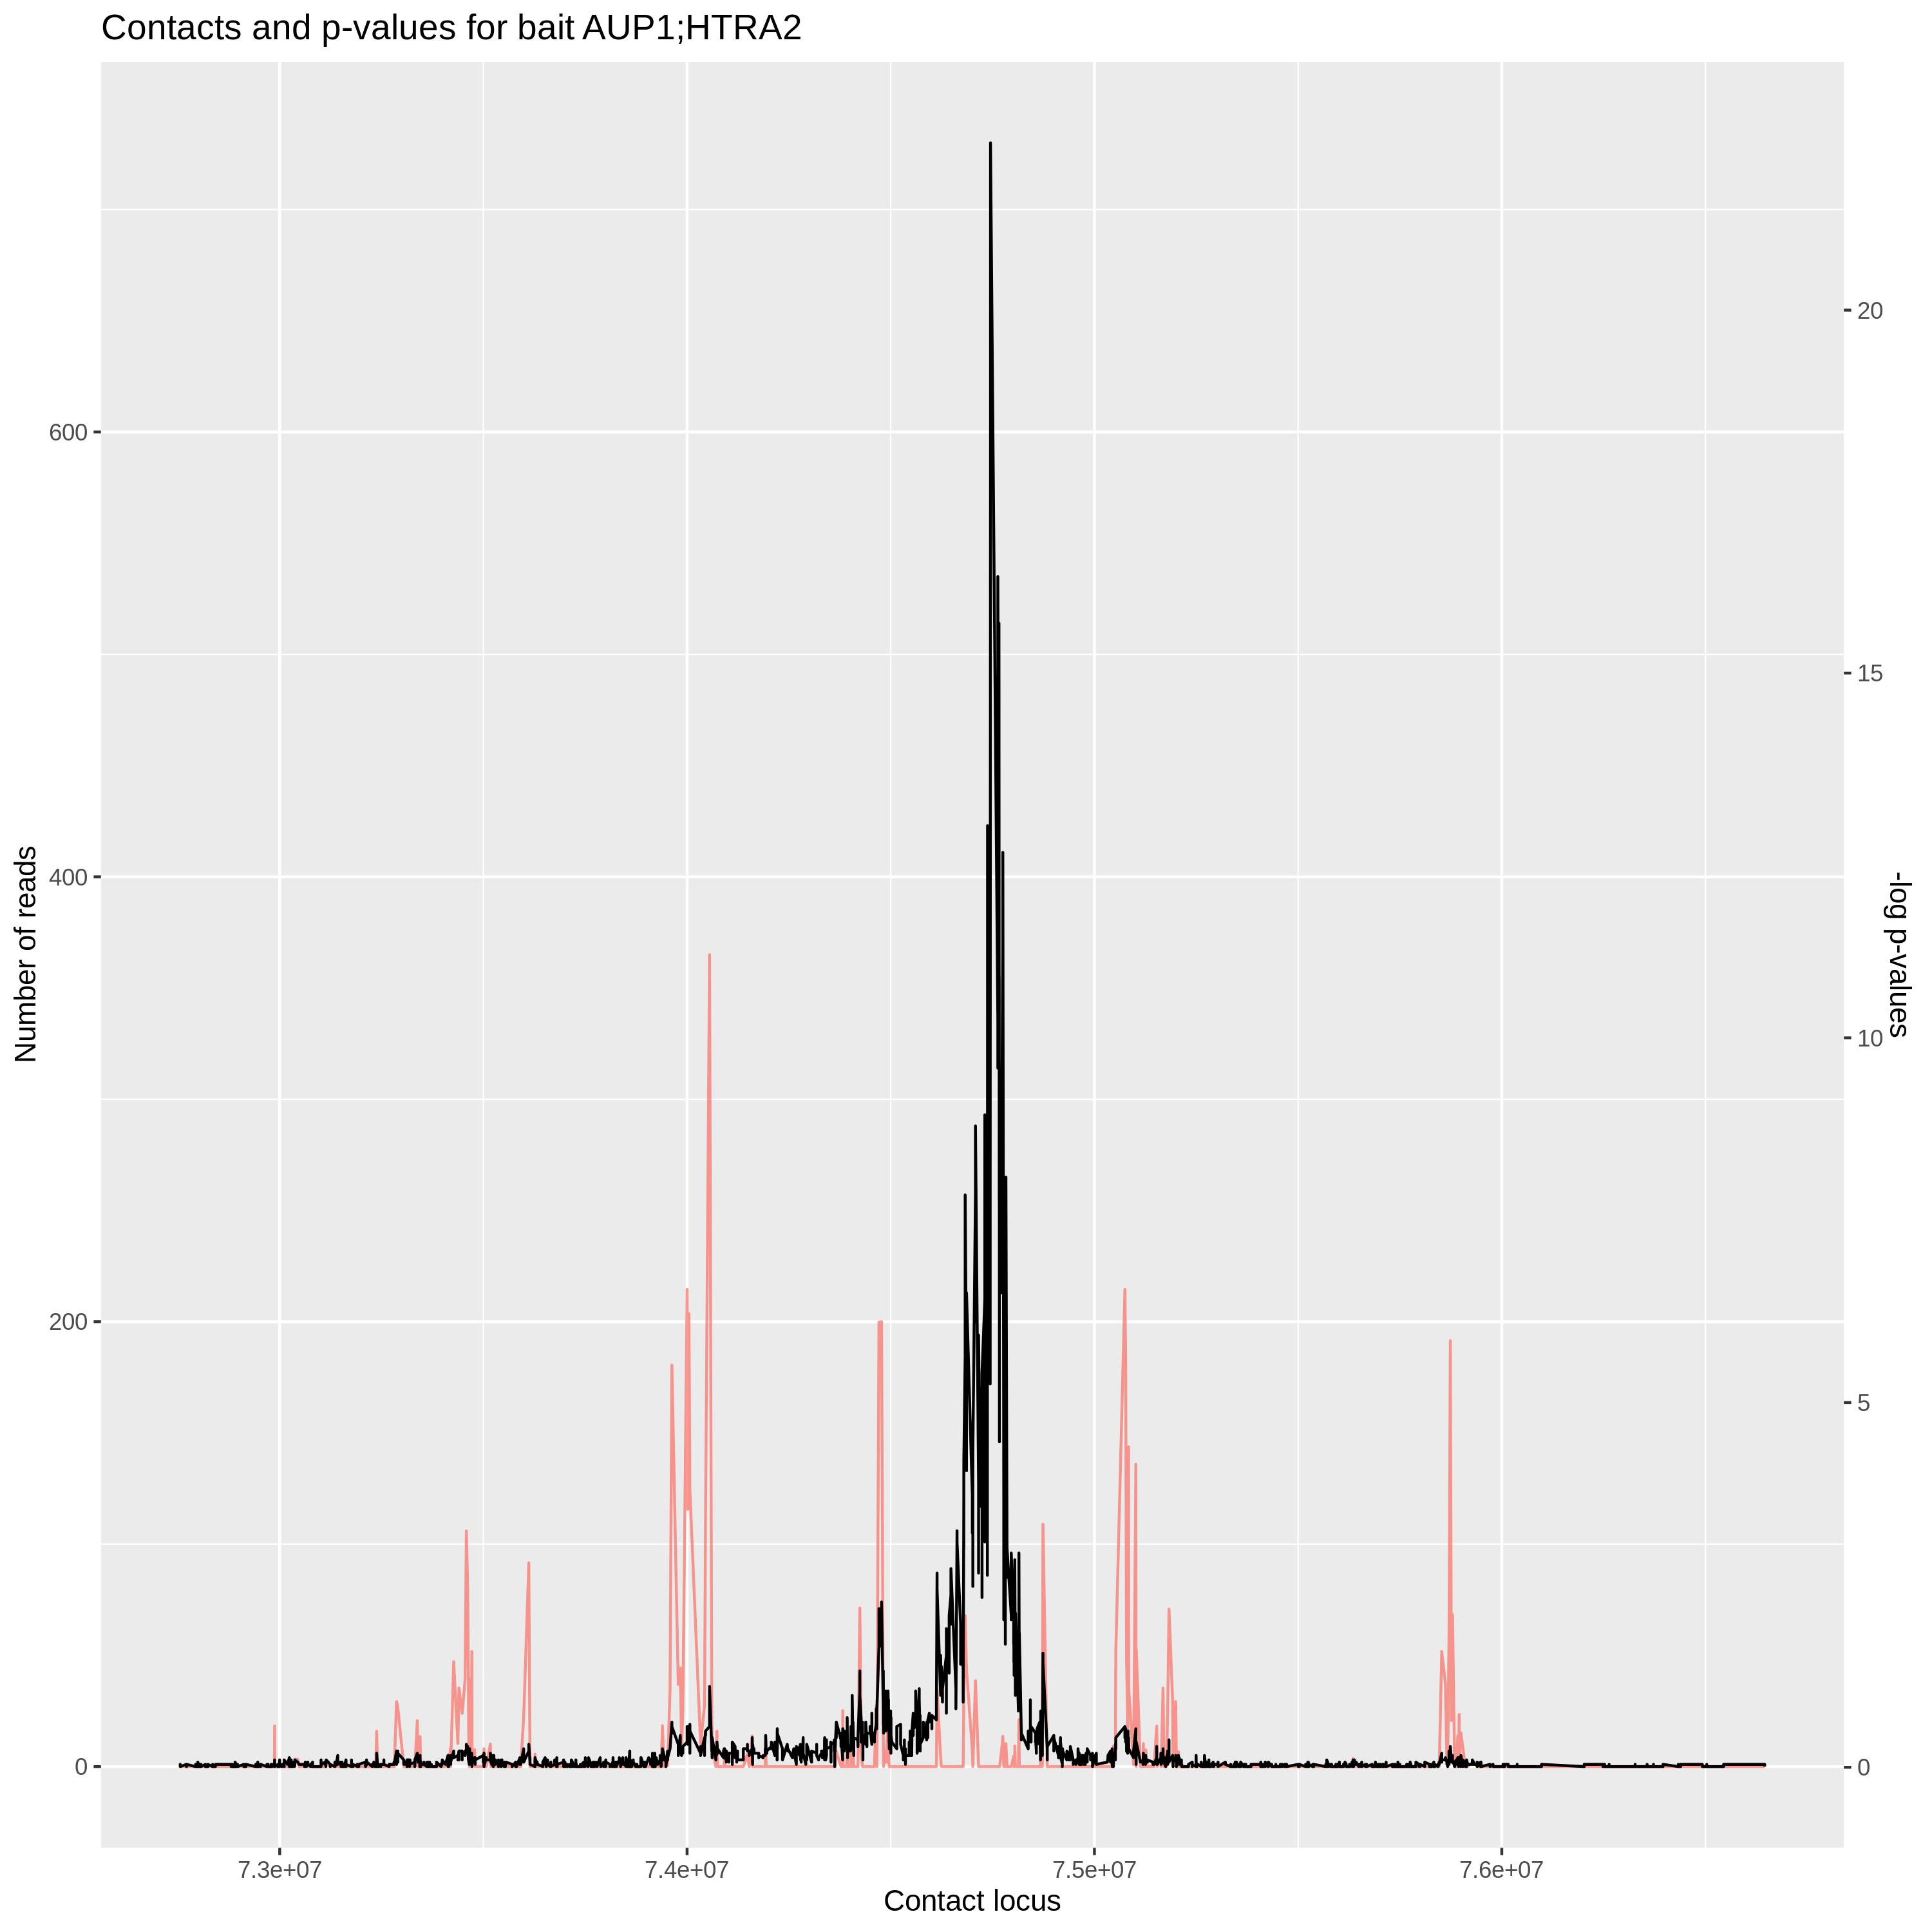 Contacts and p-values for bait AUP1;HTRA2
Number of reads
600
400
200
0
20
15
10
5
0
-log p-values
7.3e+07
7.4e+07
7.5e+07
7.6e+07
Contact locus